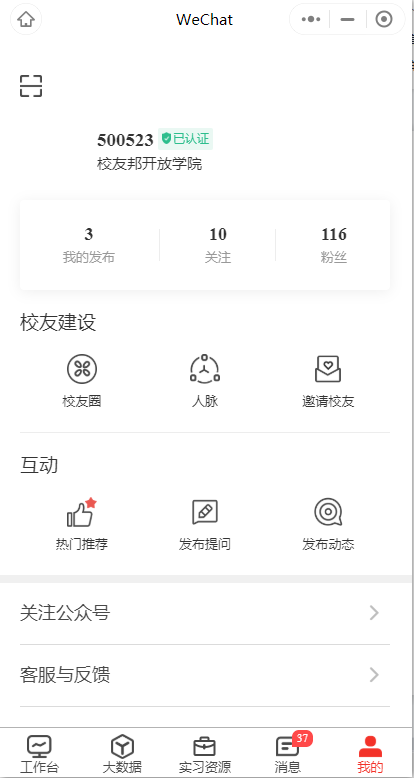 WeChat
500523 已认证
校友邦开放学院
3 10 116
我的发布 关注 粉丝
校友建设
校友圈 人脉 邀请校友
互动
热门推荐 发布提问 发布动态
关注公众号
客服与反馈
37
工作台 大数据 实习资源 消息 我的